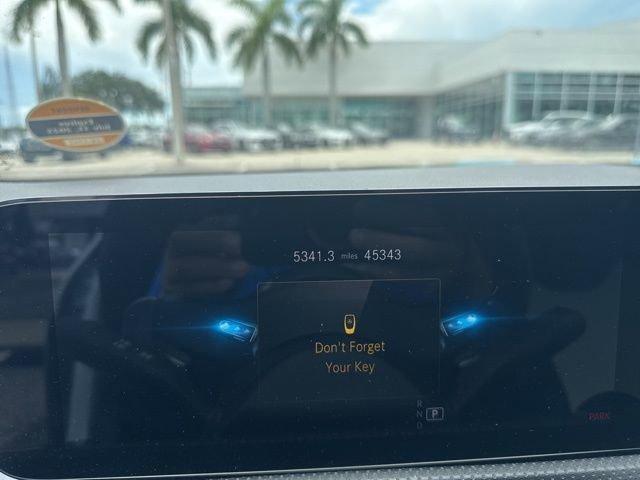 5341.3 miles 45343
Don't Forget
Your Key
R
N P
D
PARK